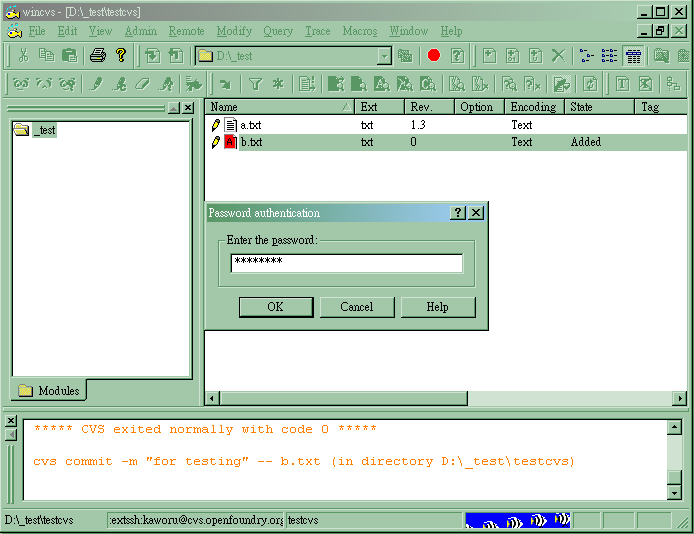 wincvs - [D:\_test\testcvs]
File Edit View Admin Remote Modify Query Trace Macros Window Help
D:\_test
_test
Name Ext Rev. Option Encoding State Tag
a.txt txt 1.3 Text
b.txt txt 0 Text Added
Password authentication
Enter the password:
********
OK Cancel Help
Modules
***** CVS exited normally with code 0 *****
cvs commit -m "for testing" -- b.txt (in directory D:\_test\testcvs)
D:\_test\testcvs :extssh:kaworu@cvs.openfoundry.org testcvs